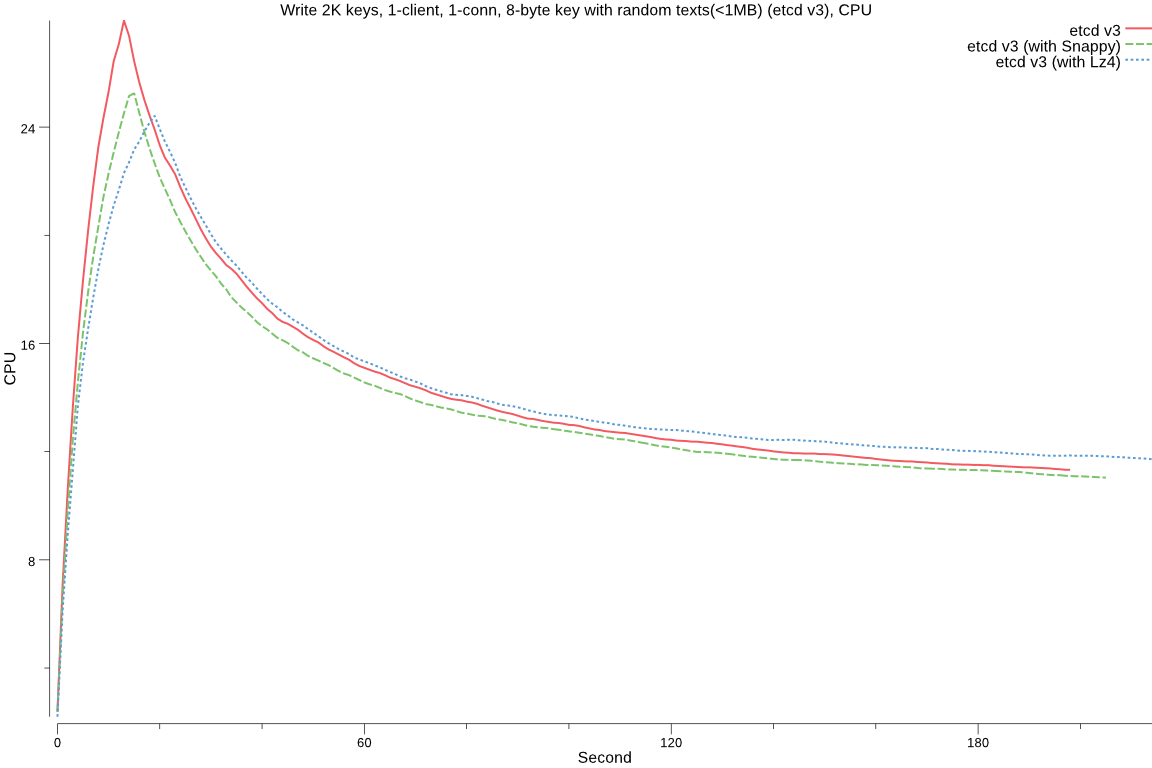 Write 2K keys, 1-client, 1-conn, 8-byte key with random texts(<1MB) (etcd v3), CPU
etcd v3
etcd v3 (with Snappy)
etcd v3 (with Lz4)
24
16
8
CPU
0
60
120
180
Second